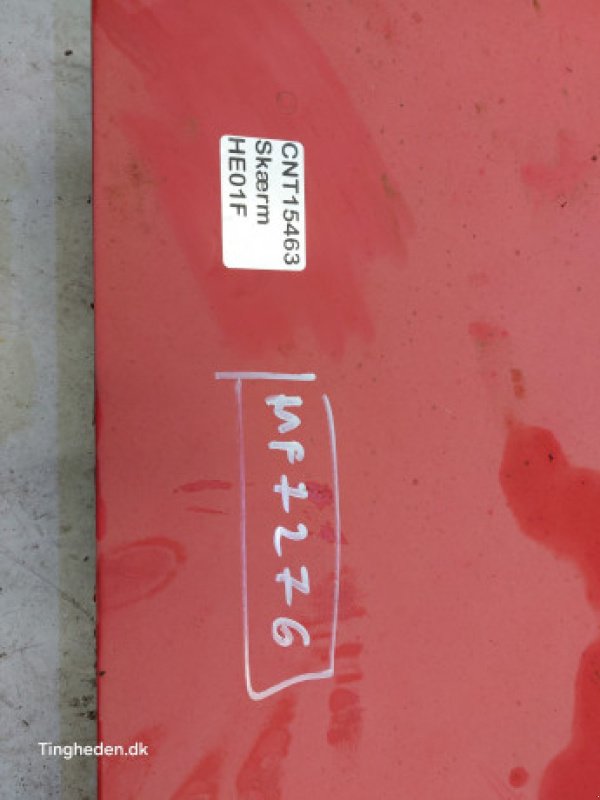 CNT15463
Skærm
HE01F
MF7276
Tingheden.dk